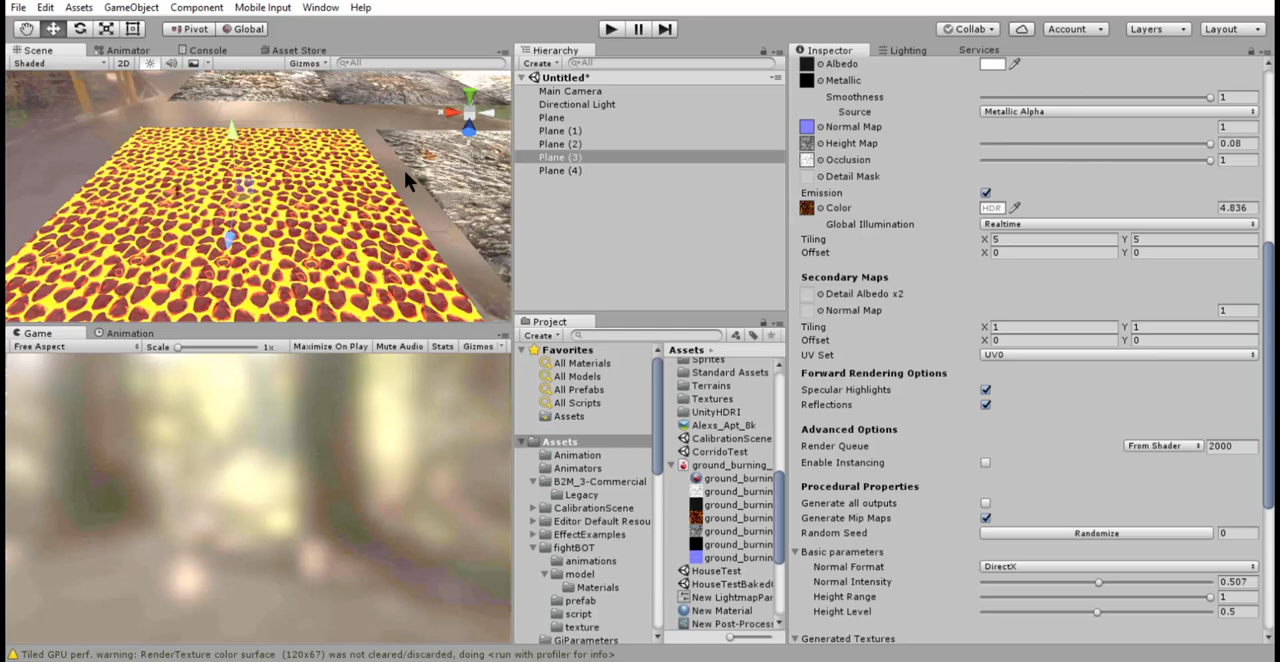 File Edit Assets GameObject Component Mobile Input Window Help
Pivot Global Collab Account Layers Layout
Scene Animator Console Asset Store
Shaded 2D Gizmos All
Game Animation
Free Aspect Scale 1x Maximize On Play Mute Audio Stats Gizmos
Hierarchy
Create All
Untitled*
Main Camera
Directional Light
Plane
Plane (1)
Plane (2)
Plane (3)
Plane (4)
Project
Create
Favorites
All Materials
All Models
All Prefabs
All Scripts
Assets
Assets
Animation
Animators
B2M_3-Commercial
Legacy
CalibrationScene
Editor Default Resou
EffectExamples
fightBOT
animations
model
Materials
prefab
script
texture
GiParameters
Assets
Sprites
Standard Assets
Terrains
Textures
UnityHDRI
Alexs_Apt_8k
CalibrationScene
CorridoTest
ground_burning_
ground_burnin
ground_burnin
ground_burnin
ground_burnin
ground_burnin
ground_burnin
ground_burnin
HouseTest
HouseTestBaked
New LightmapPar
New Material
New Post-Process
Inspector Lighting Services
Albedo
Metallic
Smoothness 1
Source Metallic Alpha
Normal Map 1
Height Map 0.08
Occlusion 1
Detail Mask
Emission
Color HDR 4.836
Global Illumination Realtime
Tiling X 5 Y 5
Offset X 0 Y 0
Secondary Maps
Detail Albedo x2
Normal Map 1
Tiling X 1 Y 1
Offset X 0 Y 0
UV Set UV0
Forward Rendering Options
Specular Highlights
Reflections
Advanced Options
Render Queue From Shader 2000
Enable Instancing
Procedural Properties
Generate all outputs
Generate Mip Maps
Random Seed Randomize 0
Basic parameters
Normal Format DirectX
Normal Intensity 0.507
Height Range 1
Height Level 0.5
Generated Textures
Tiled GPU perf. warning: RenderTexture color surface (120x67) was not cleared/discarded, doing <run with profiler for info>